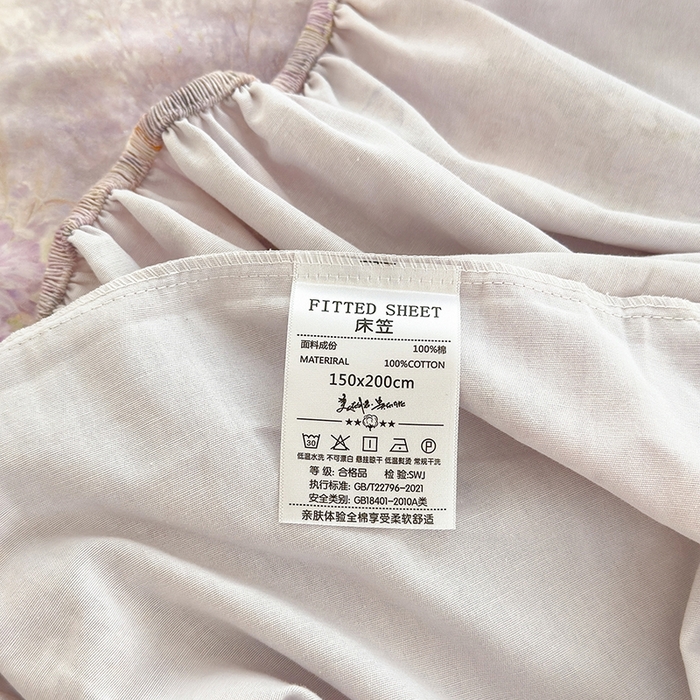 FITTED SHEET
床笠
面料成份 100%棉
MATERIRAL 100%COTTON
150x200cm
30 P
低温水洗 不可漂白 悬挂晾干 低温熨烫 常规干洗
等 级: 合格品 检 验:SWJ
执行标准: GB/T22796-2021
安全类别: GB18401-2010A类
亲肤体验全棉享受柔软舒适